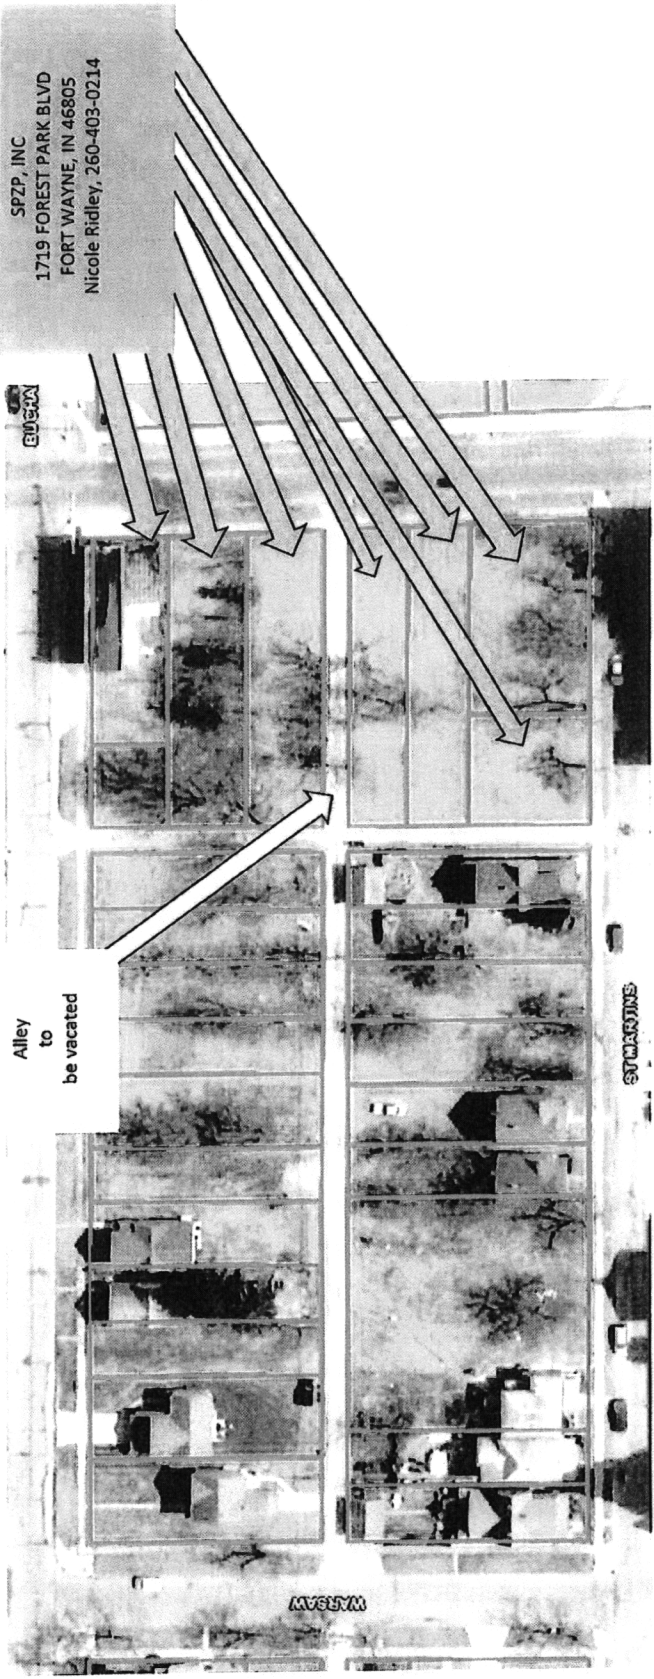 SPZP, INC
1719 FOREST PARK BLVD
FORT WAYNE, IN 46805
Nicole Ridley, 260-403-0214
BUCHA
Alley
to
be vacated
ST MARTINS
WARSAW